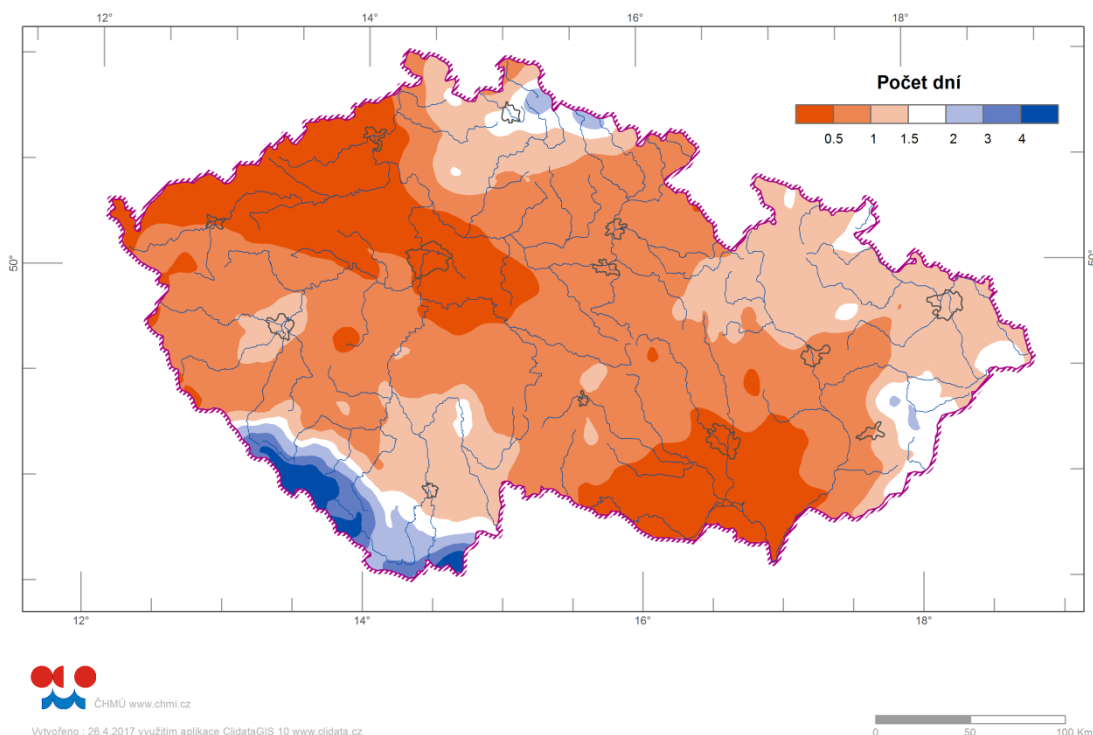 12° 14° 16° 18°
Počet dní
0.5 1 1.5 2 3 4
50° 50°
12° 14° 16° 18°
ČHMÚ www.chmi.cz
Vytvořeno : 26.4.2017 využitím aplikace ClidataGIS 10 www.clidata.cz
0 50 100 Km